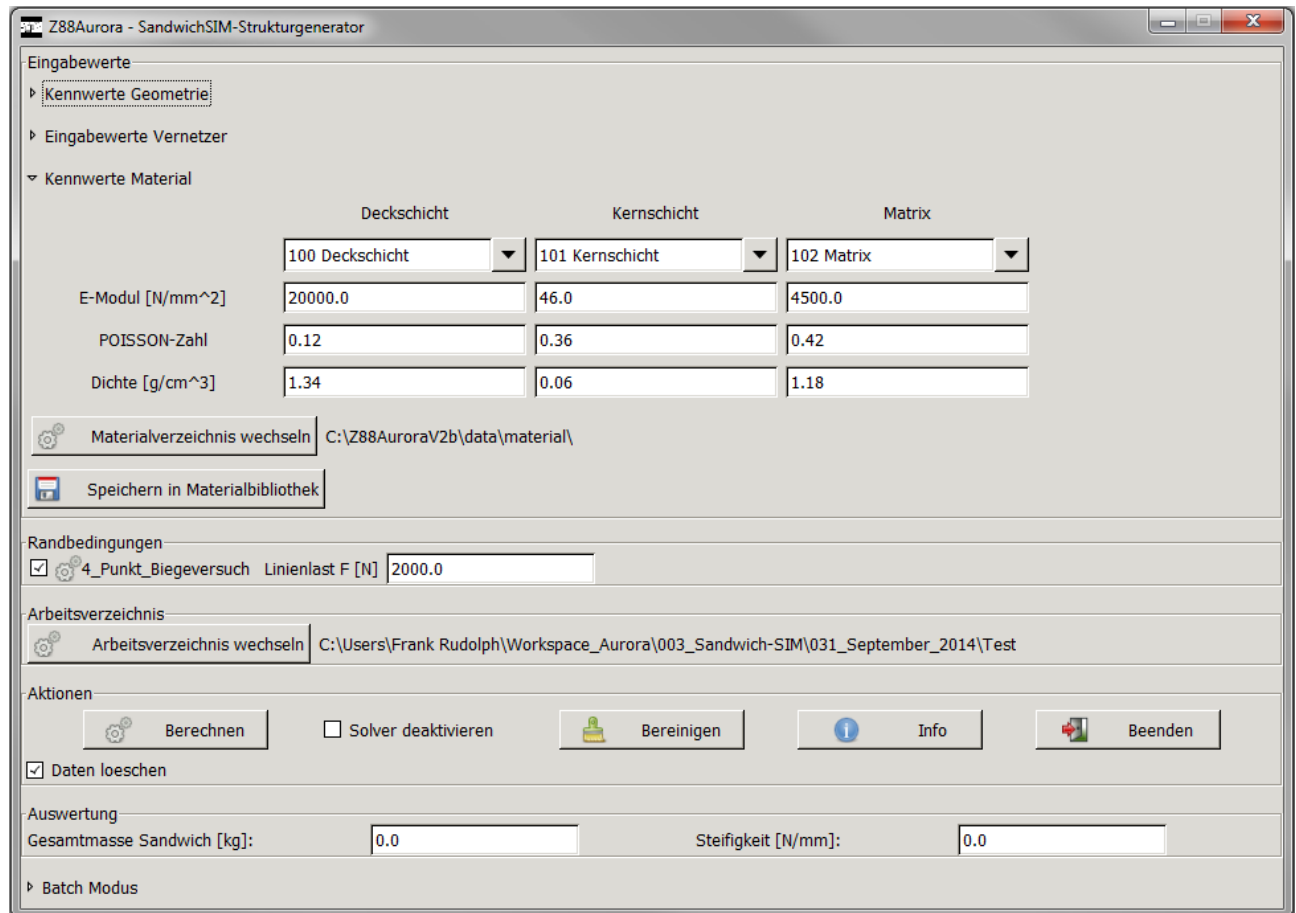 Z88Aurora - SandwichSIM-Strukturgenerator
Eingabewerte
Kennwerte Geometrie
Eingabewerte Vernetzer
Kennwerte Material
Deckschicht Kernschicht Matrix
100 Deckschicht 101 Kernschicht 102 Matrix
E-Modul [N/mm^2] 20000.0 46.0 4500.0
POISSON-Zahl 0.12 0.36 0.42
Dichte [g/cm^3] 1.34 0.06 1.18
Materialverzeichnis wechseln C:\Z88AuroraV2b\data\material\
Speichern in Materialbibliothek
Randbedingungen
4_Punkt_Biegeversuch Linienlast F [N] 2000.0
Arbeitsverzeichnis
Arbeitsverzeichnis wechseln C:\Users\Frank Rudolph\Workspace_Aurora\003_Sandwich-SIM\031_September_2014\Test
Aktionen
Berechnen Solver deaktivieren Bereinigen Info Beenden
Daten loeschen
Auswertung
Gesamtmasse Sandwich [kg]: 0.0 Steifigkeit [N/mm]: 0.0
Batch Modus